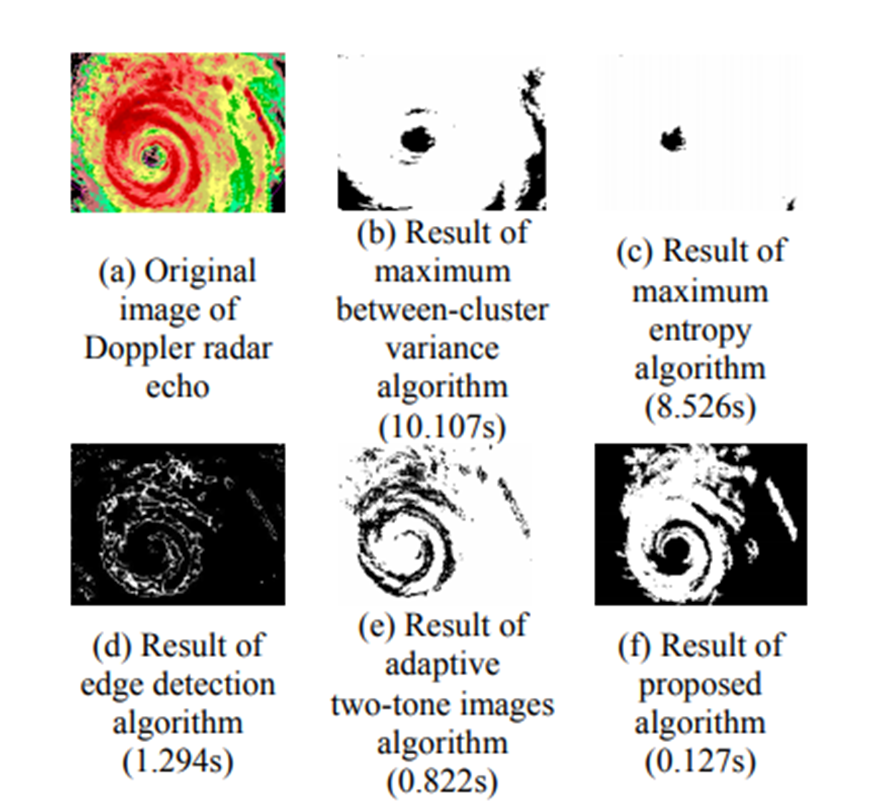 (a) Original
image of
Doppler radar
echo
(b) Result of
maximum
between-cluster
variance
algorithm
(10.107s)
(c) Result of
maximum
entropy
algorithm
(8.526s)
(d) Result of
edge detection
algorithm
(1.294s)
(e) Result of
adaptive
two-tone images
algorithm
(0.822s)
(f) Result of
proposed
algorithm
(0.127s)